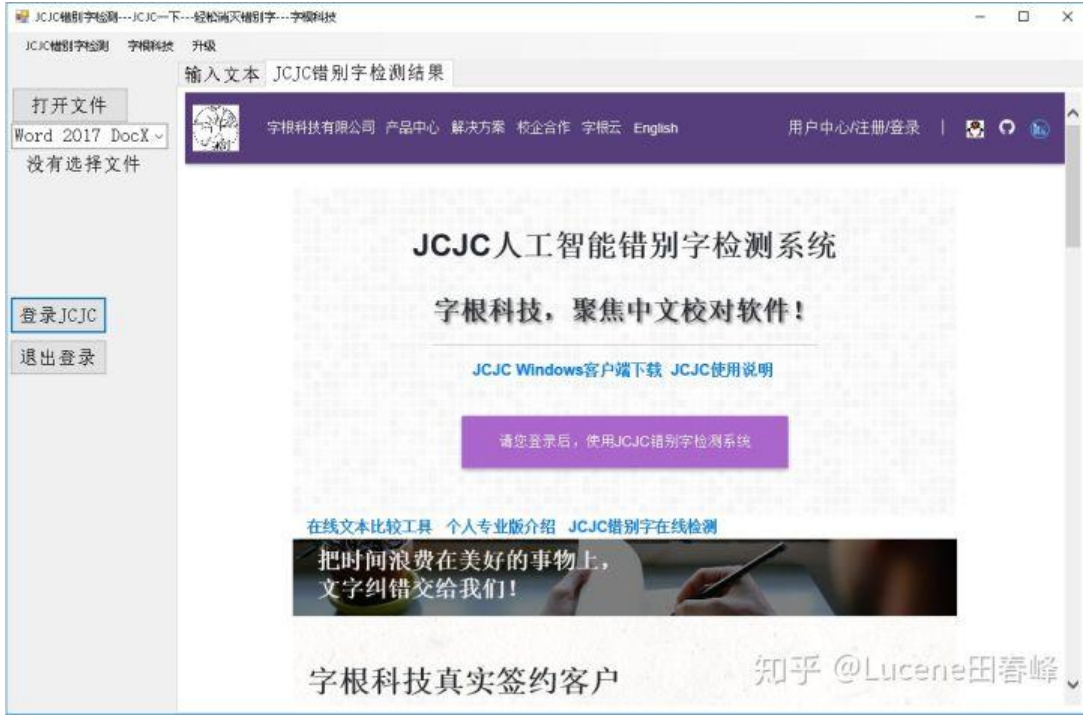 JCJC错别字检测---JCJC一下---轻松消灭错别字---字根科技
JCJC错别字检测 字根科技 升级
输入文本 JCJC错别字检测结果
打开文件
Word 2017 DocX
没有选择文件
登录JCJC
退出登录
字根科技有限公司 产品中心 解决方案 校企合作 字根云 English 用户中心/注册/登录 |
JCJC人工智能错别字检测系统
字根科技，聚焦中文校对软件！
JCJC Windows客户端下载 JCJC使用说明
请您登录后，使用JCJC错别字检测系统
在线文本比较工具 个人专业版介绍 JCJC错别字在线检测
把时间浪费在美好的事物上，
文字纠错交给我们！
字根科技真实签约客户
知乎 @Lucene田春峰